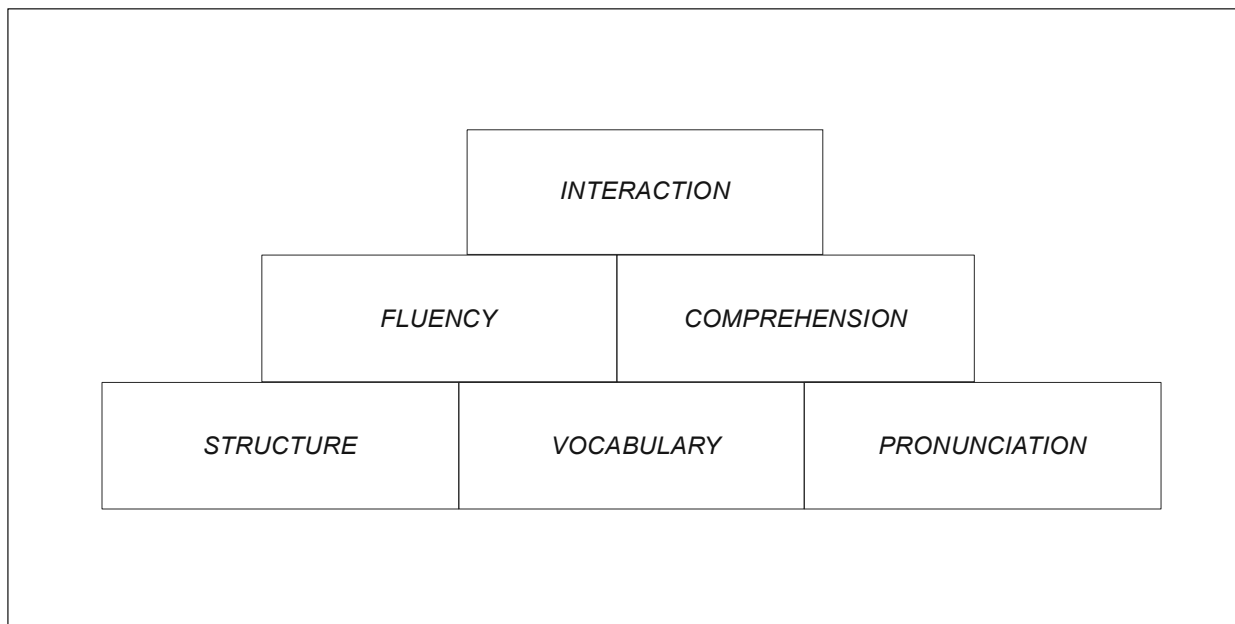 INTERACTION
FLUENCY COMPREHENSION
STRUCTURE VOCABULARY PRONUNCIATION